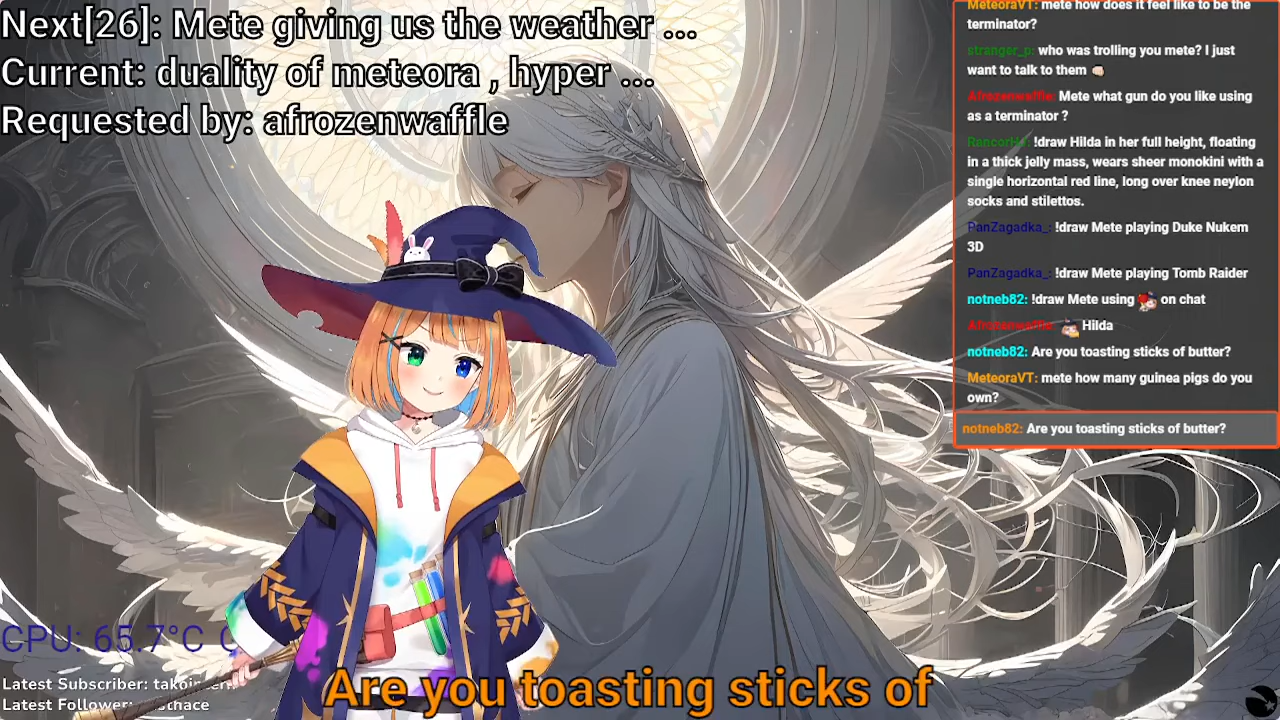 Next[26]: Mete giving us the weather ...
Current: duality of meteora , hyper ...
Requested by: afrozenwaffle
MeteoraVT: mete how does it feel like to be the
terminator?
stranger_p: who was trolling you mete? I just
want to talk to them
Afrozenwaffle: Mete what gun do you like using
as a terminator ?
!draw Hilda in her full height, floating
in a thick jelly mass, wears sheer monokini with a
single horizontal red line, long over knee neylon
socks and stilettos.
PanZagadka_: !draw Mete playing Duke Nukem
3D
PanZagadka_: !draw Mete playing Tomb Raider
notneb82: !draw Mete using on chat
Afrozenwaffle: Hilda
notneb82: Are you toasting sticks of butter?
MeteoraVT: mete how many guinea pigs do you
own?
notneb82: Are you toasting sticks of butter?
CPU: 65.7°C
Latest Subscriber:
Latest Follower:
Are you toasting sticks of